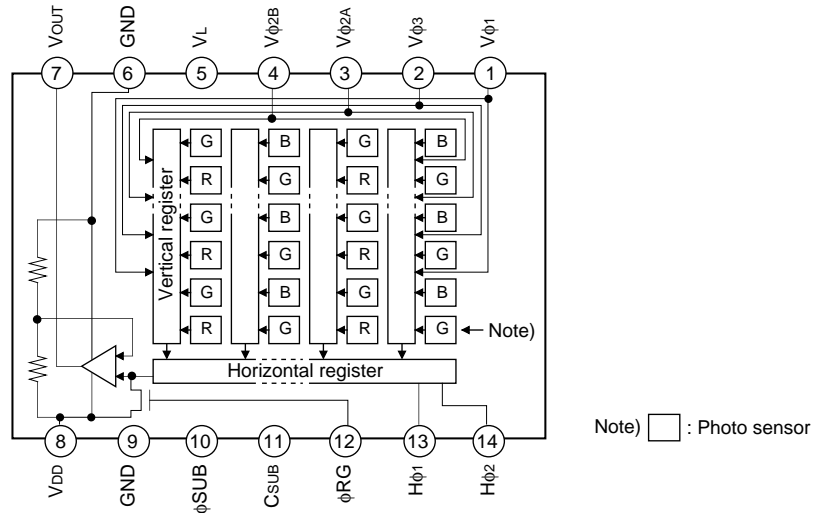 VOUT GND VL Vϕ2B Vϕ2A Vϕ3 Vϕ1
7 6 5 4 3 2 1
G B G B
R G R G
G B G B
R G R G
G B G B
R G R G
Vertical register
Note)
Horizontal register
8 9 10 11 12 13 14
VDD GND ϕSUB CSUB ϕRG Hϕ1 Hϕ2
Note) : Photo sensor